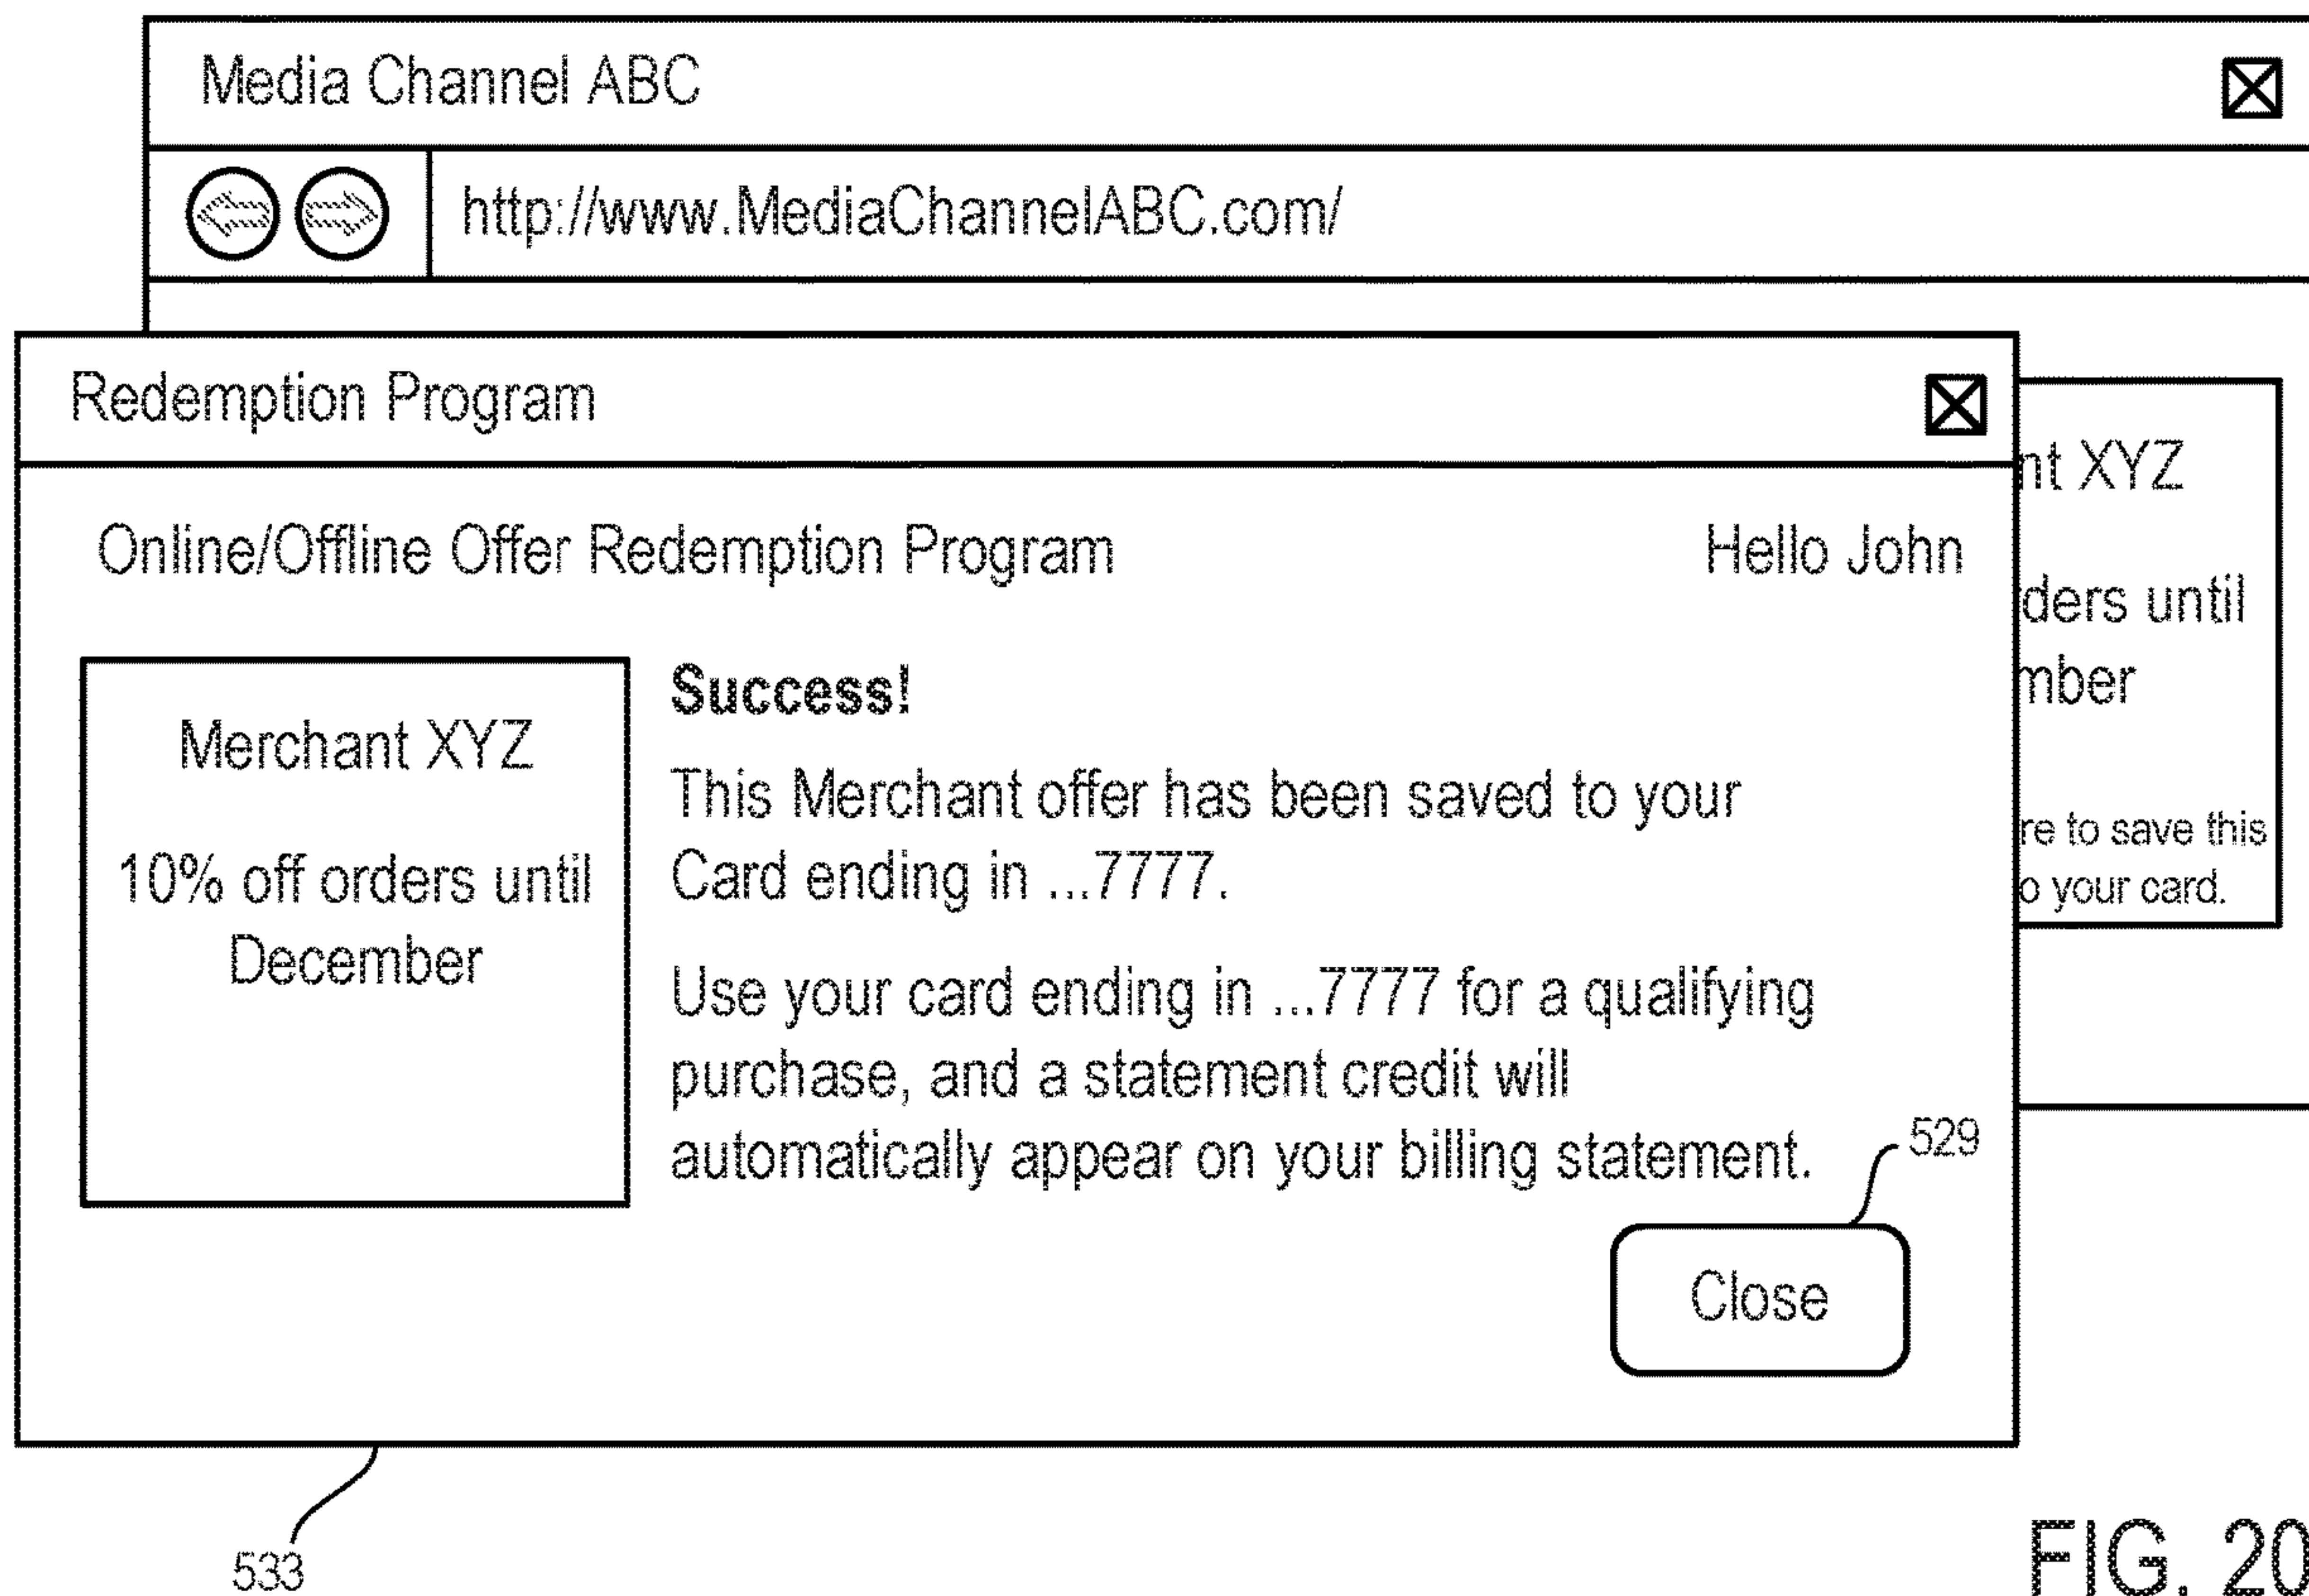 Media Channel ABC
http://www.MediaChannelABC.com/
Redemption Program
Online/Offline Offer Redemption Program
Hello John
Merchant XYZ
10% off orders until
December
Success!
This Merchant offer has been saved to your
Card ending in ...7777.
Use your card ending in ...7777 for a qualifying
purchase, and a statement credit will
automatically appear on your billing statement.
529
Close
nt XYZ
ders until
mber
re to save this
o your card.
533
FIG. 20